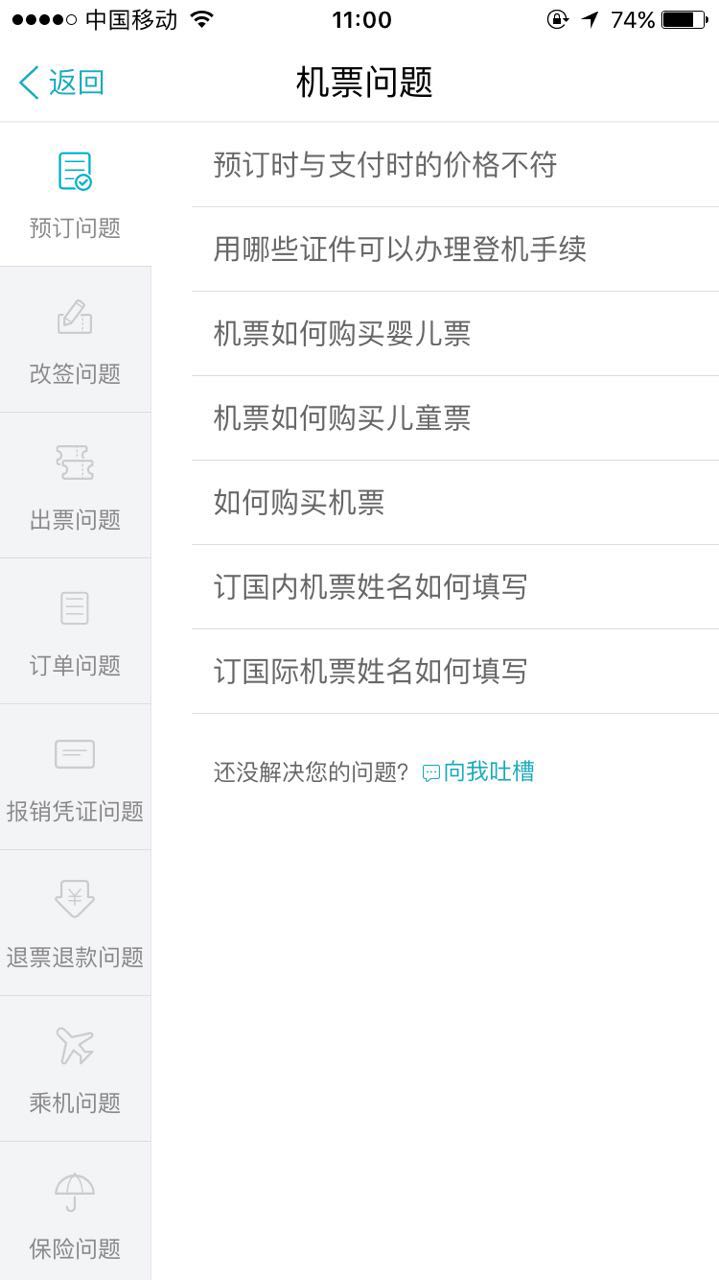 中国移动 11:00 74%
返回 机票问题
预订问题
改签问题
出票问题
订单问题
报销凭证问题
退票退款问题
乘机问题
保险问题
预订时与支付时的价格不符
用哪些证件可以办理登机手续
机票如何购买婴儿票
机票如何购买儿童票
如何购买机票
订国内机票姓名如何填写
订国际机票姓名如何填写
还没解决您的问题? 向我吐槽